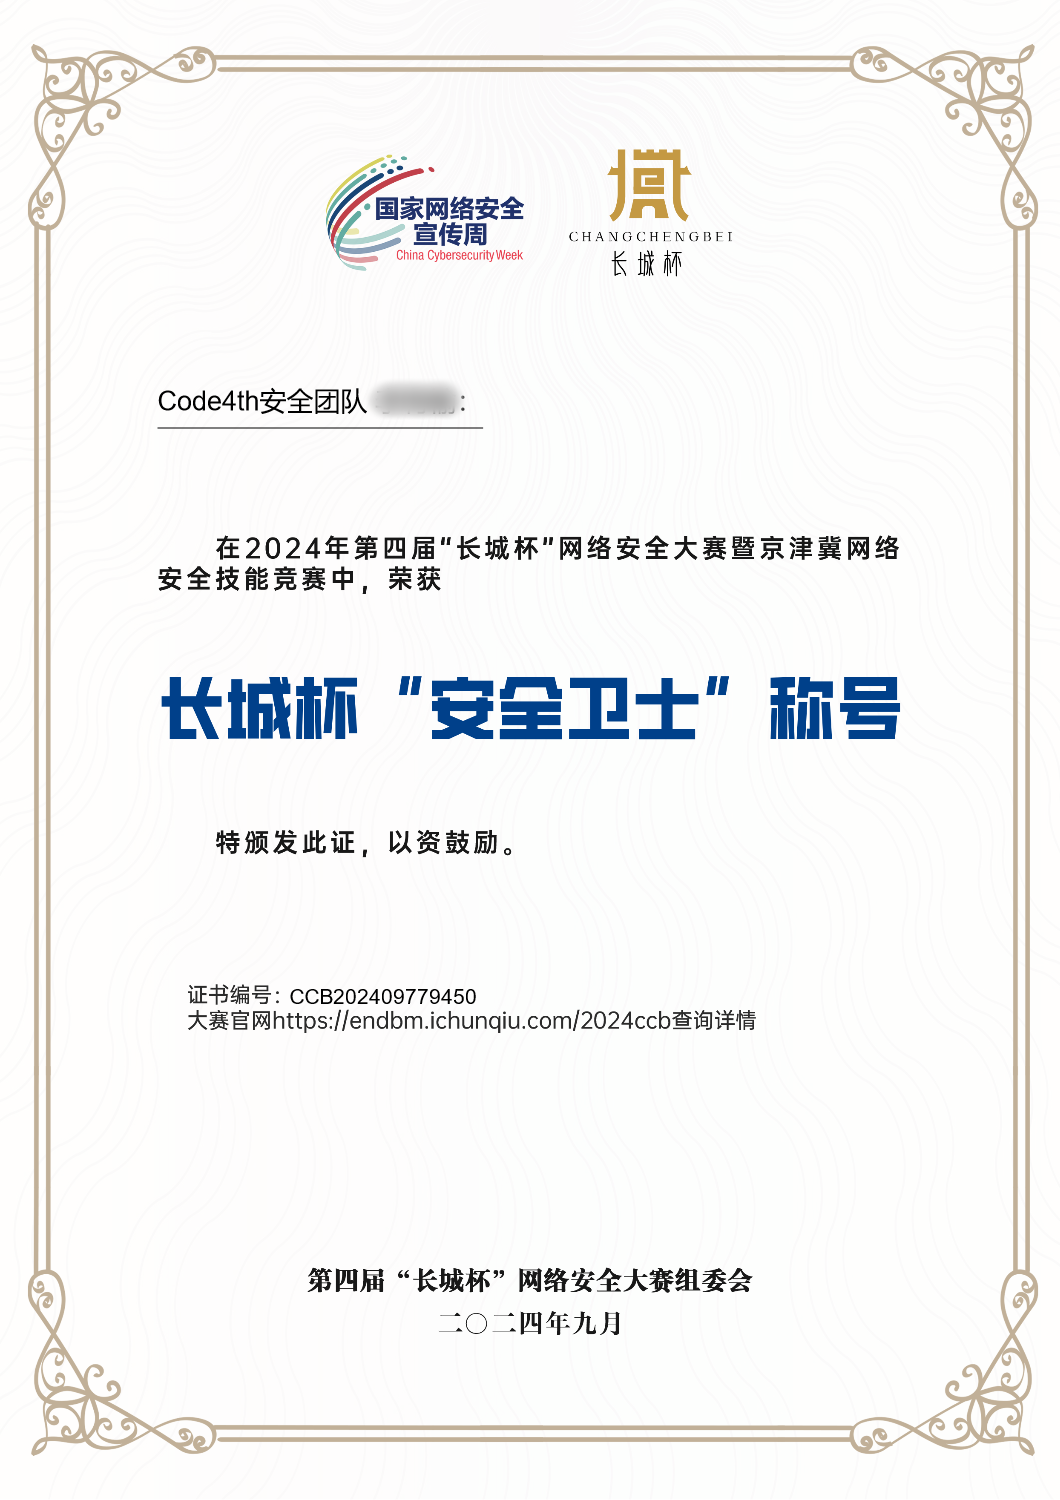 国家网络安全
宣传周
China Cybersecurity Week
CHANGCHENGBEI
长城杯
Code4th安全团队 :
在2024年第四届“长城杯”网络安全大赛暨京津冀网络
安全技能竞赛中，荣获
长城杯“安全卫士”称号
特颁发此证，以资鼓励。
证书编号：CCB202409779450
大赛官网https://endbm.ichunqiu.com/2024ccb查询详情
第四届“长城杯”网络安全大赛组委会
二〇二四年九月